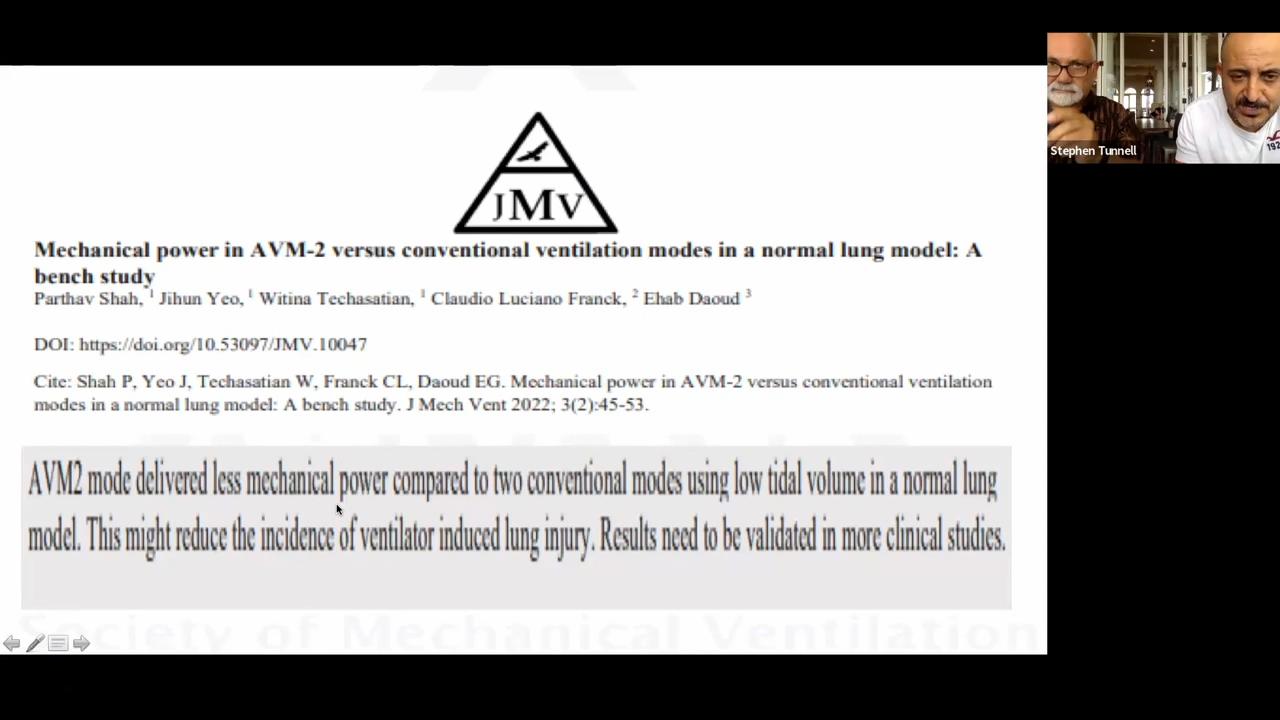 JMV
Mechanical power in AVM-2 versus conventional ventilation modes in a normal lung model: A
bench study
Parthav Shah, 1 Jihun Yeo, 1 Witina Techasatian, 1 Claudio Luciano Franck, 2 Ehab Daoud 3
DOI: https://doi.org/10.53097/JMV.10047
Cite: Shah P, Yeo J, Techasatian W, Franck CL, Daoud EG. Mechanical power in AVM-2 versus conventional ventilation
modes in a normal lung model: A bench study. J Mech Vent 2022; 3(2):45-53.
AVM2 mode delivered less mechanical power compared to two conventional modes using low tidal volume in a normal lung
model. This might reduce the incidence of ventilator induced lung injury. Results need to be validated in more clinical studies.
Society of Mechanical Ventilation
Stephen Tunnell